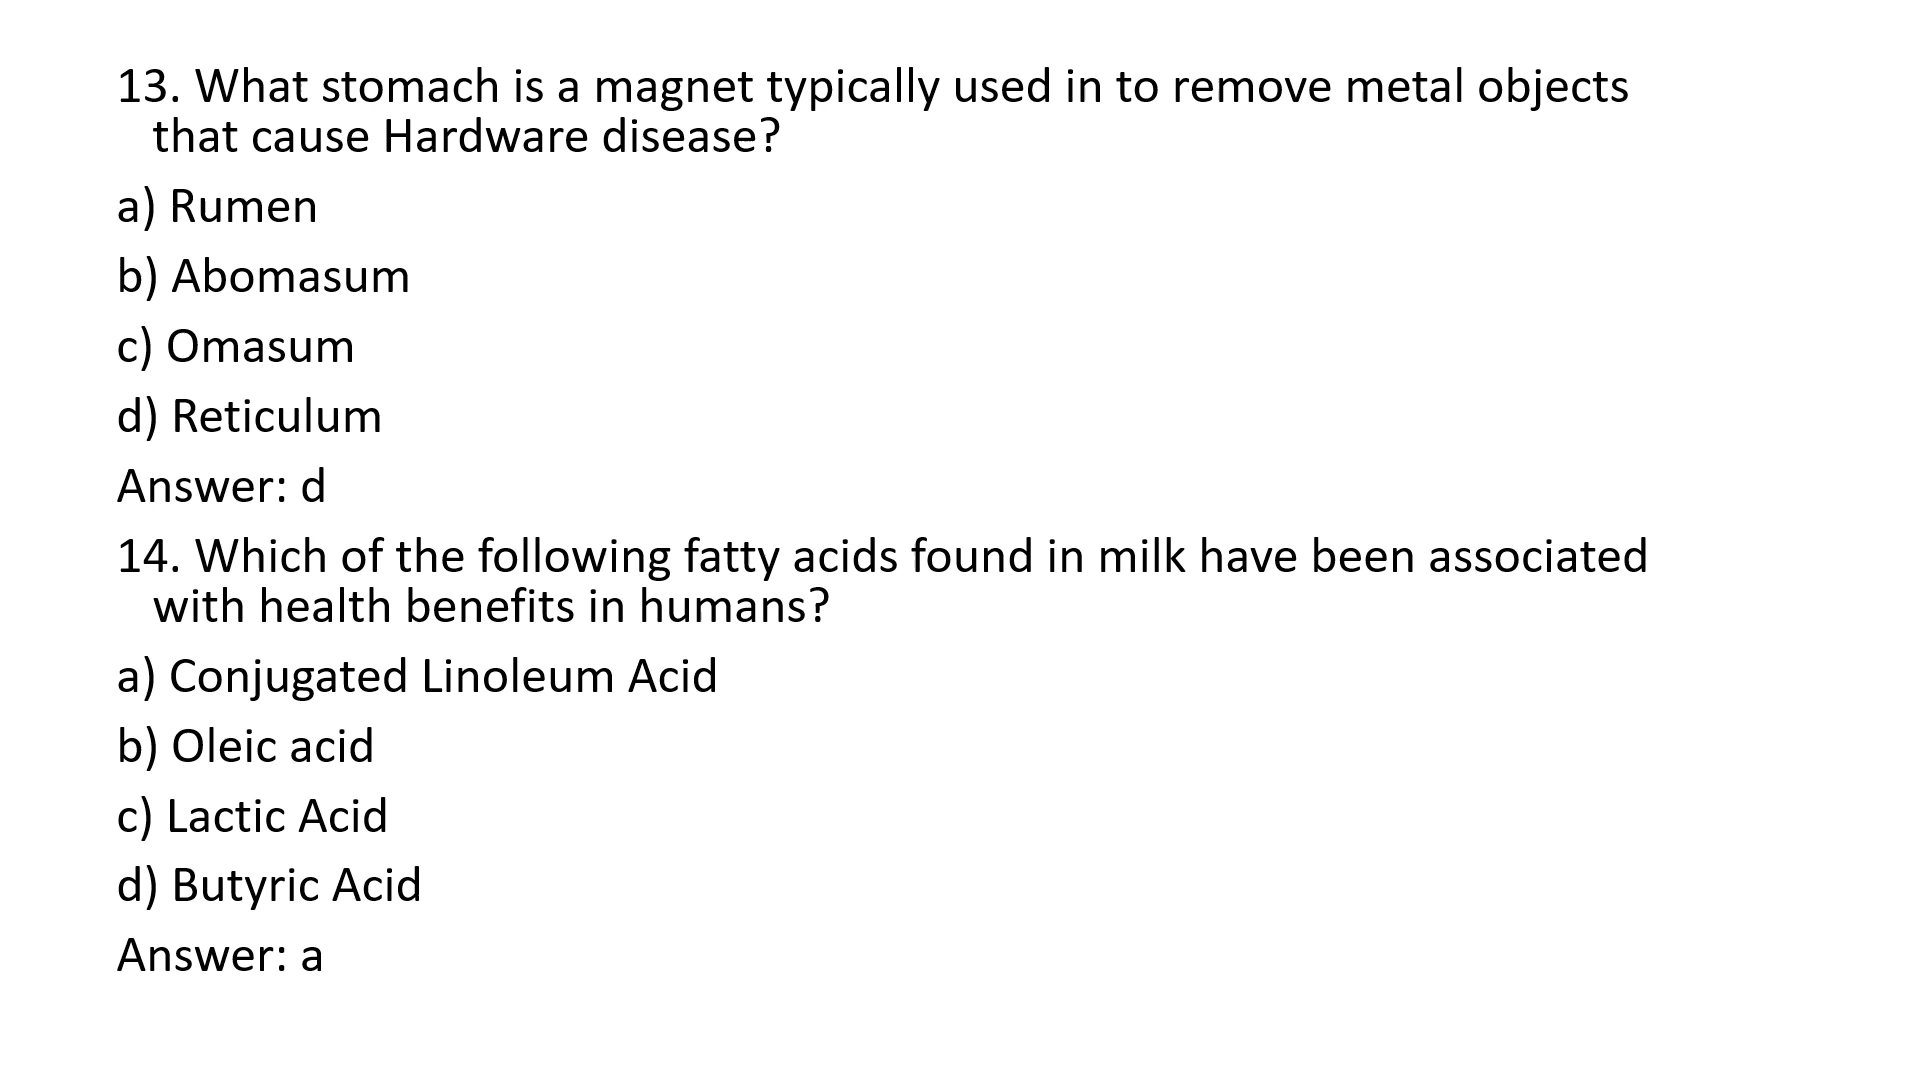 13. What stomach is a magnet typically used in to remove metal objects
that cause Hardware disease?
a) Rumen
b) Abomasum
c) Omasum
d) Reticulum
Answer: d
14. Which of the following fatty acids found in milk have been associated
with health benefits in humans?
a) Conjugated Linoleum Acid
b) Oleic acid
c) Lactic Acid
d) Butyric Acid
Answer: a